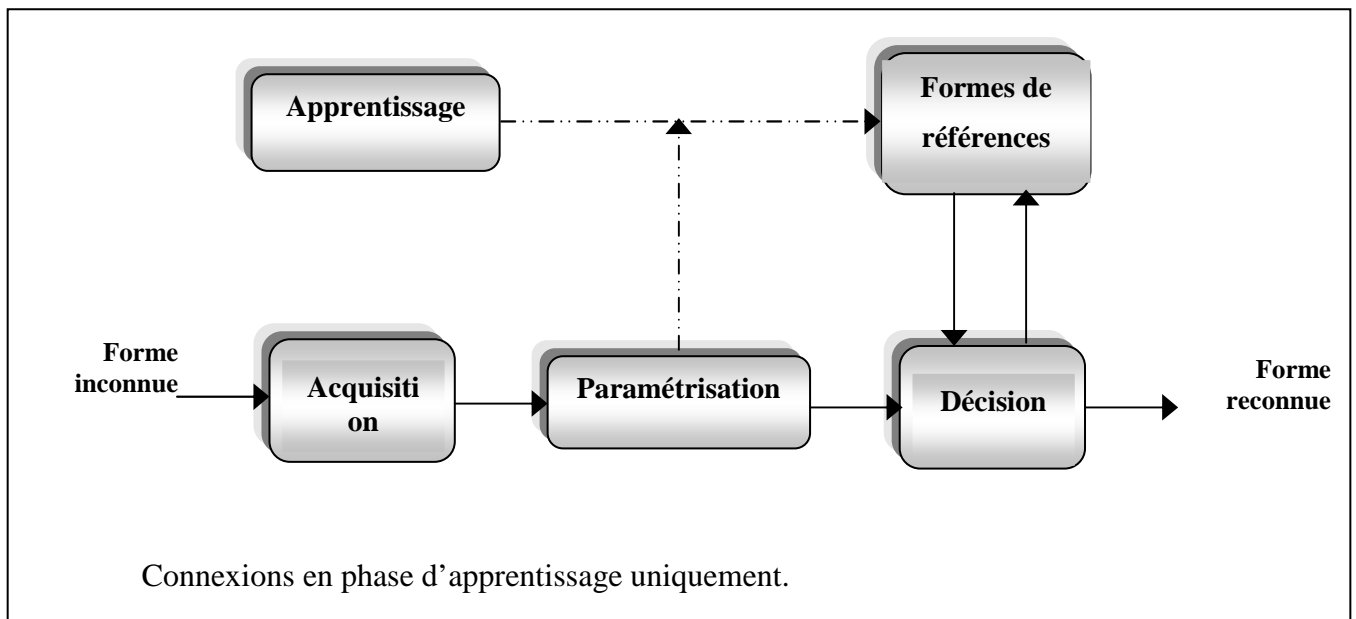 Apprentissage
Formes de
références
Forme
inconnue
Acquisiti
on
Paramétrisation
Décision
Forme
reconnue
Connexions en phase d’apprentissage uniquement.